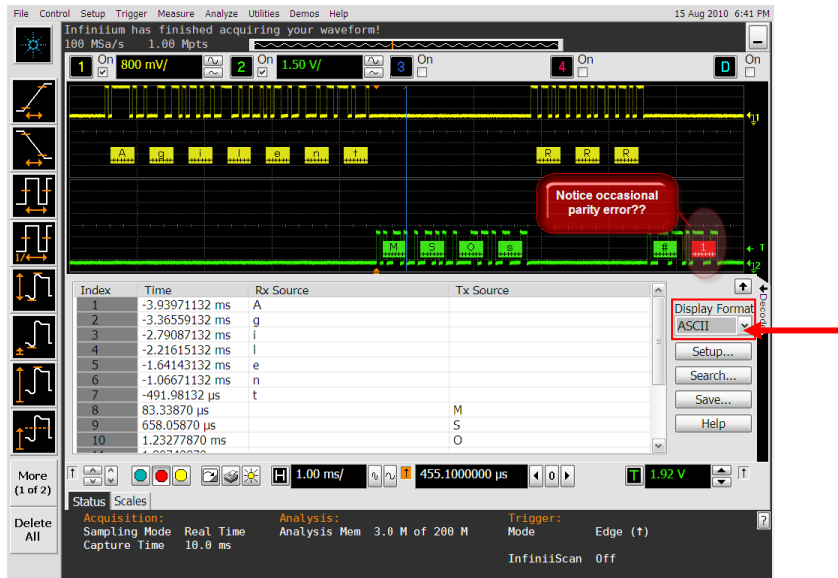 File Control Setup Trigger Measure Analyze Utilities Demos Help 15 Aug 2010 6:41 PM
Infiniium has finished acquiring your waveform!
100 MSa/s 1.00 Mpts
1 On 800 mV/ 2 On 1.50 V/ 3 On 4 On D On
1
A g i l e n t R R R
Notice occasional
parity error??
M S O s # 1
T
2
Index Time Rx Source Tx Source
1 -3.93971132 ms A
2 -3.36559132 ms g
3 -2.79087132 ms i
4 -2.21615132 ms l
5 -1.64143132 ms e
6 -1.06671132 ms n
7 -491.98132 µs t
8 83.33870 µs M
9 658.05870 µs S
10 1.23277870 ms O
Display Format
ASCII
Setup...
Search...
Save...
Help
More
(1 of 2)
Delete
All
H 1.00 ms/ 455.1000000 µs 0 T 1.92 V
Status Scales
Acquisition: Analysis: Trigger:
Sampling Mode Real Time Analysis Mem 3.0 M of 200 M Mode Edge (↑)
Capture Time 10.0 ms
InfiniiScan Off
?